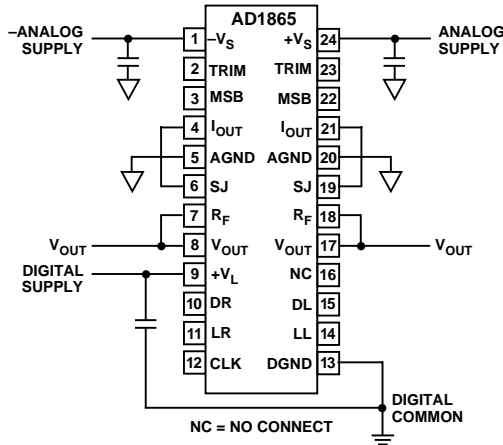 AD1865
–ANALOG
SUPPLY
1 –VS
+VS 24
ANALOG
SUPPLY
2 TRIM
TRIM 23
3 MSB
MSB 22
4 IOUT
IOUT 21
5 AGND
AGND 20
6 SJ
SJ 19
7 RF
RF 18
VOUT
8 VOUT
VOUT 17
VOUT
DIGITAL
SUPPLY
9 +VL
NC 16
10 DR
DL 15
11 LR
LL 14
12 CLK
DGND 13
DIGITAL
COMMON
NC = NO CONNECT